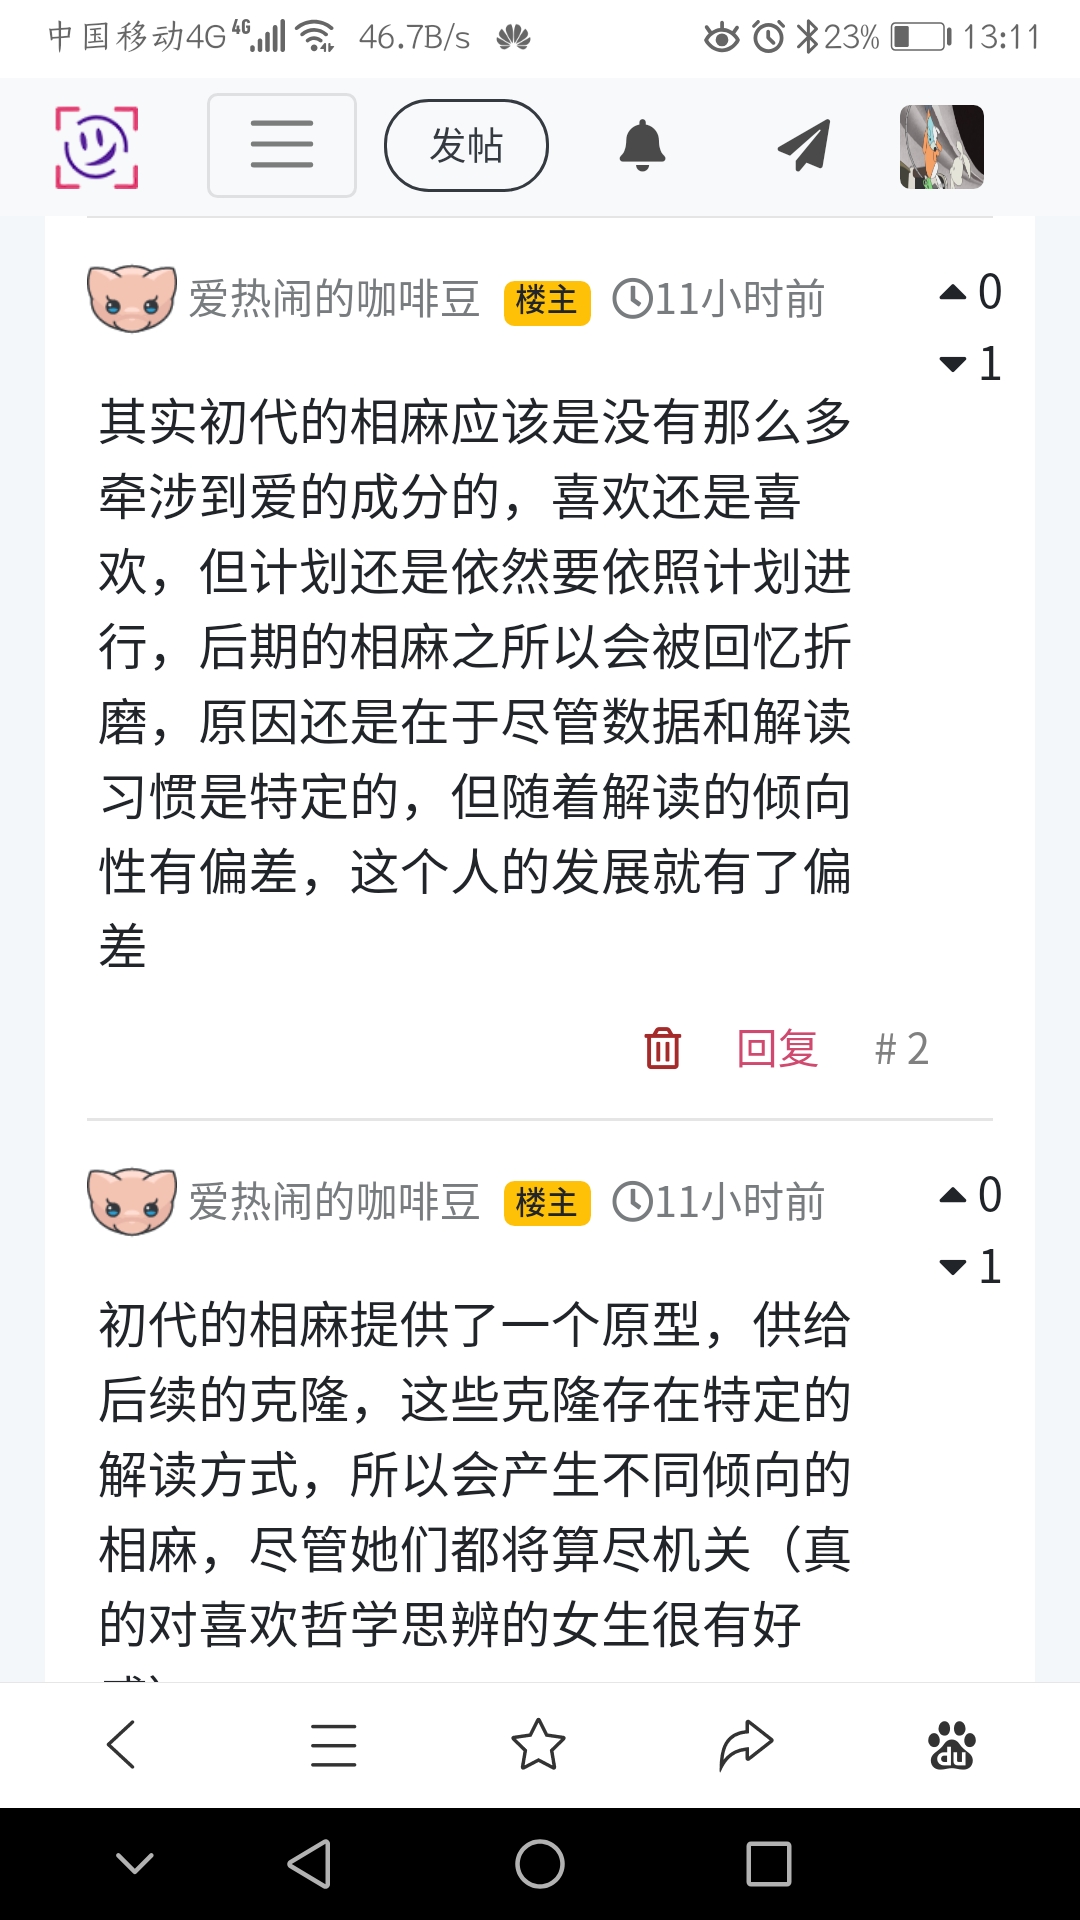 中国移动4G 4G 46.7B/s 23% 13:11
发帖
爱热闹的咖啡豆 楼主 11小时前 0
1
其实初代的相麻应该是没有那么多
牵涉到爱的成分的，喜欢还是喜
欢，但计划还是依然要依照计划进
行，后期的相麻之所以会被回忆折
磨，原因还是在于尽管数据和解读
习惯是特定的，但随着解读的倾向
性有偏差，这个人的发展就有了偏
差
回复 # 2
爱热闹的咖啡豆 楼主 11小时前 0
1
初代的相麻提供了一个原型，供给
后续的克隆，这些克隆存在特定的
解读方式，所以会产生不同倾向的
相麻，尽管她们都将算尽机关（真
的对喜欢哲学思辨的女生很有好
du